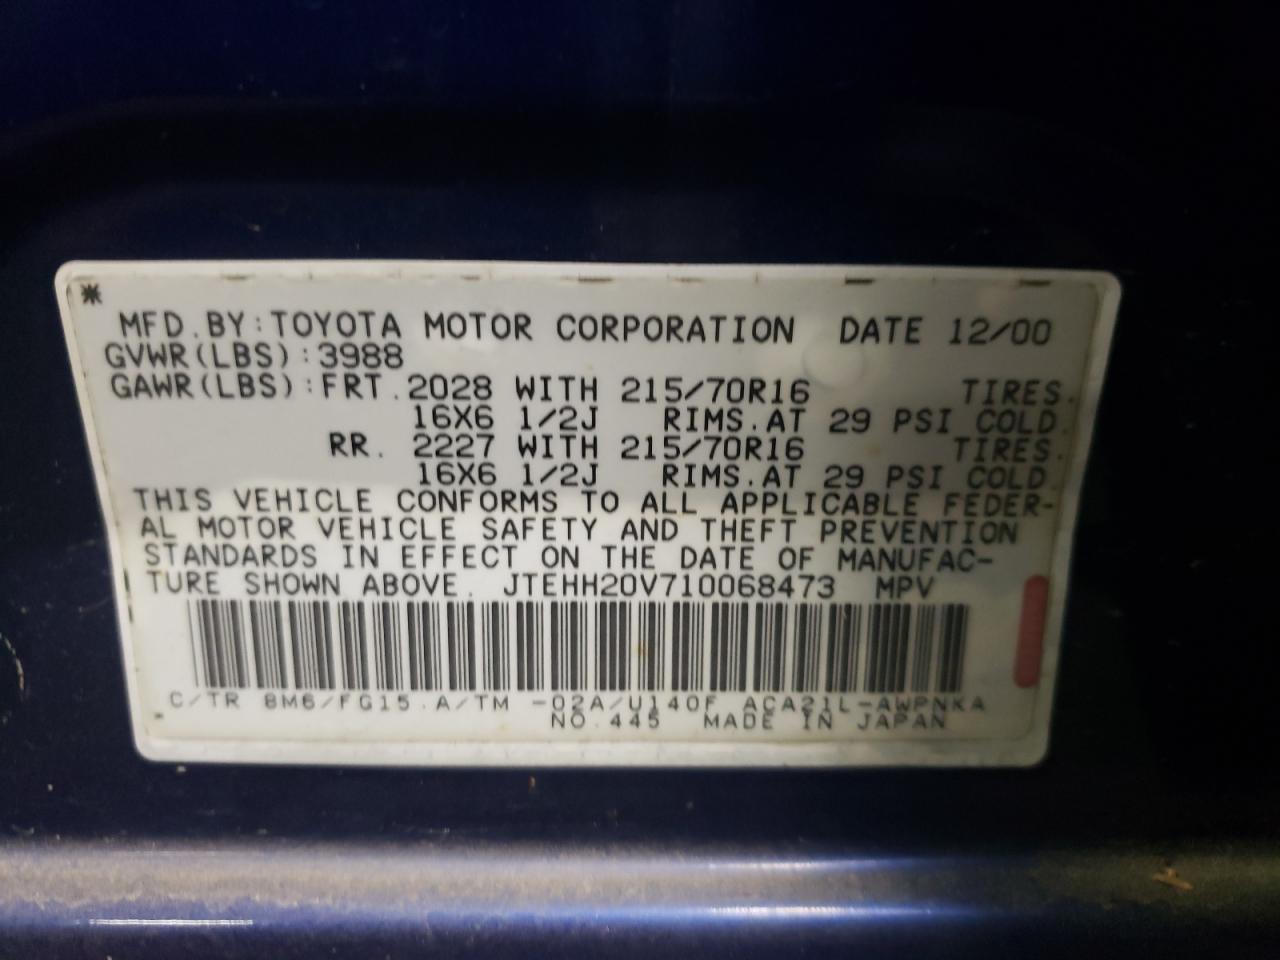 MFD.BY:TOYOTA MOTOR CORPORATION DATE 12/00
GVWR(LBS):3988
GAWR(LBS):FRT.2028 WITH 215/70R16 TIRES.
16X6 1/2J RIMS.AT 29 PSI COLD.
RR. 2227 WITH 215/70R16 TIRES.
16X6 1/2J RIMS.AT 29 PSI COLD.
THIS VEHICLE CONFORMS TO ALL APPLICABLE FEDER-
AL MOTOR VEHICLE SAFETY AND THEFT PREVENTION
STANDARDS IN EFFECT ON THE DATE OF MANUFAC-
TURE SHOWN ABOVE. JTEHH20V710068473 MPV
C/TR 8M6/FG15.A/TM -02A/U140F ACA21L-AWPNKA
NO.445 MADE IN JAPAN